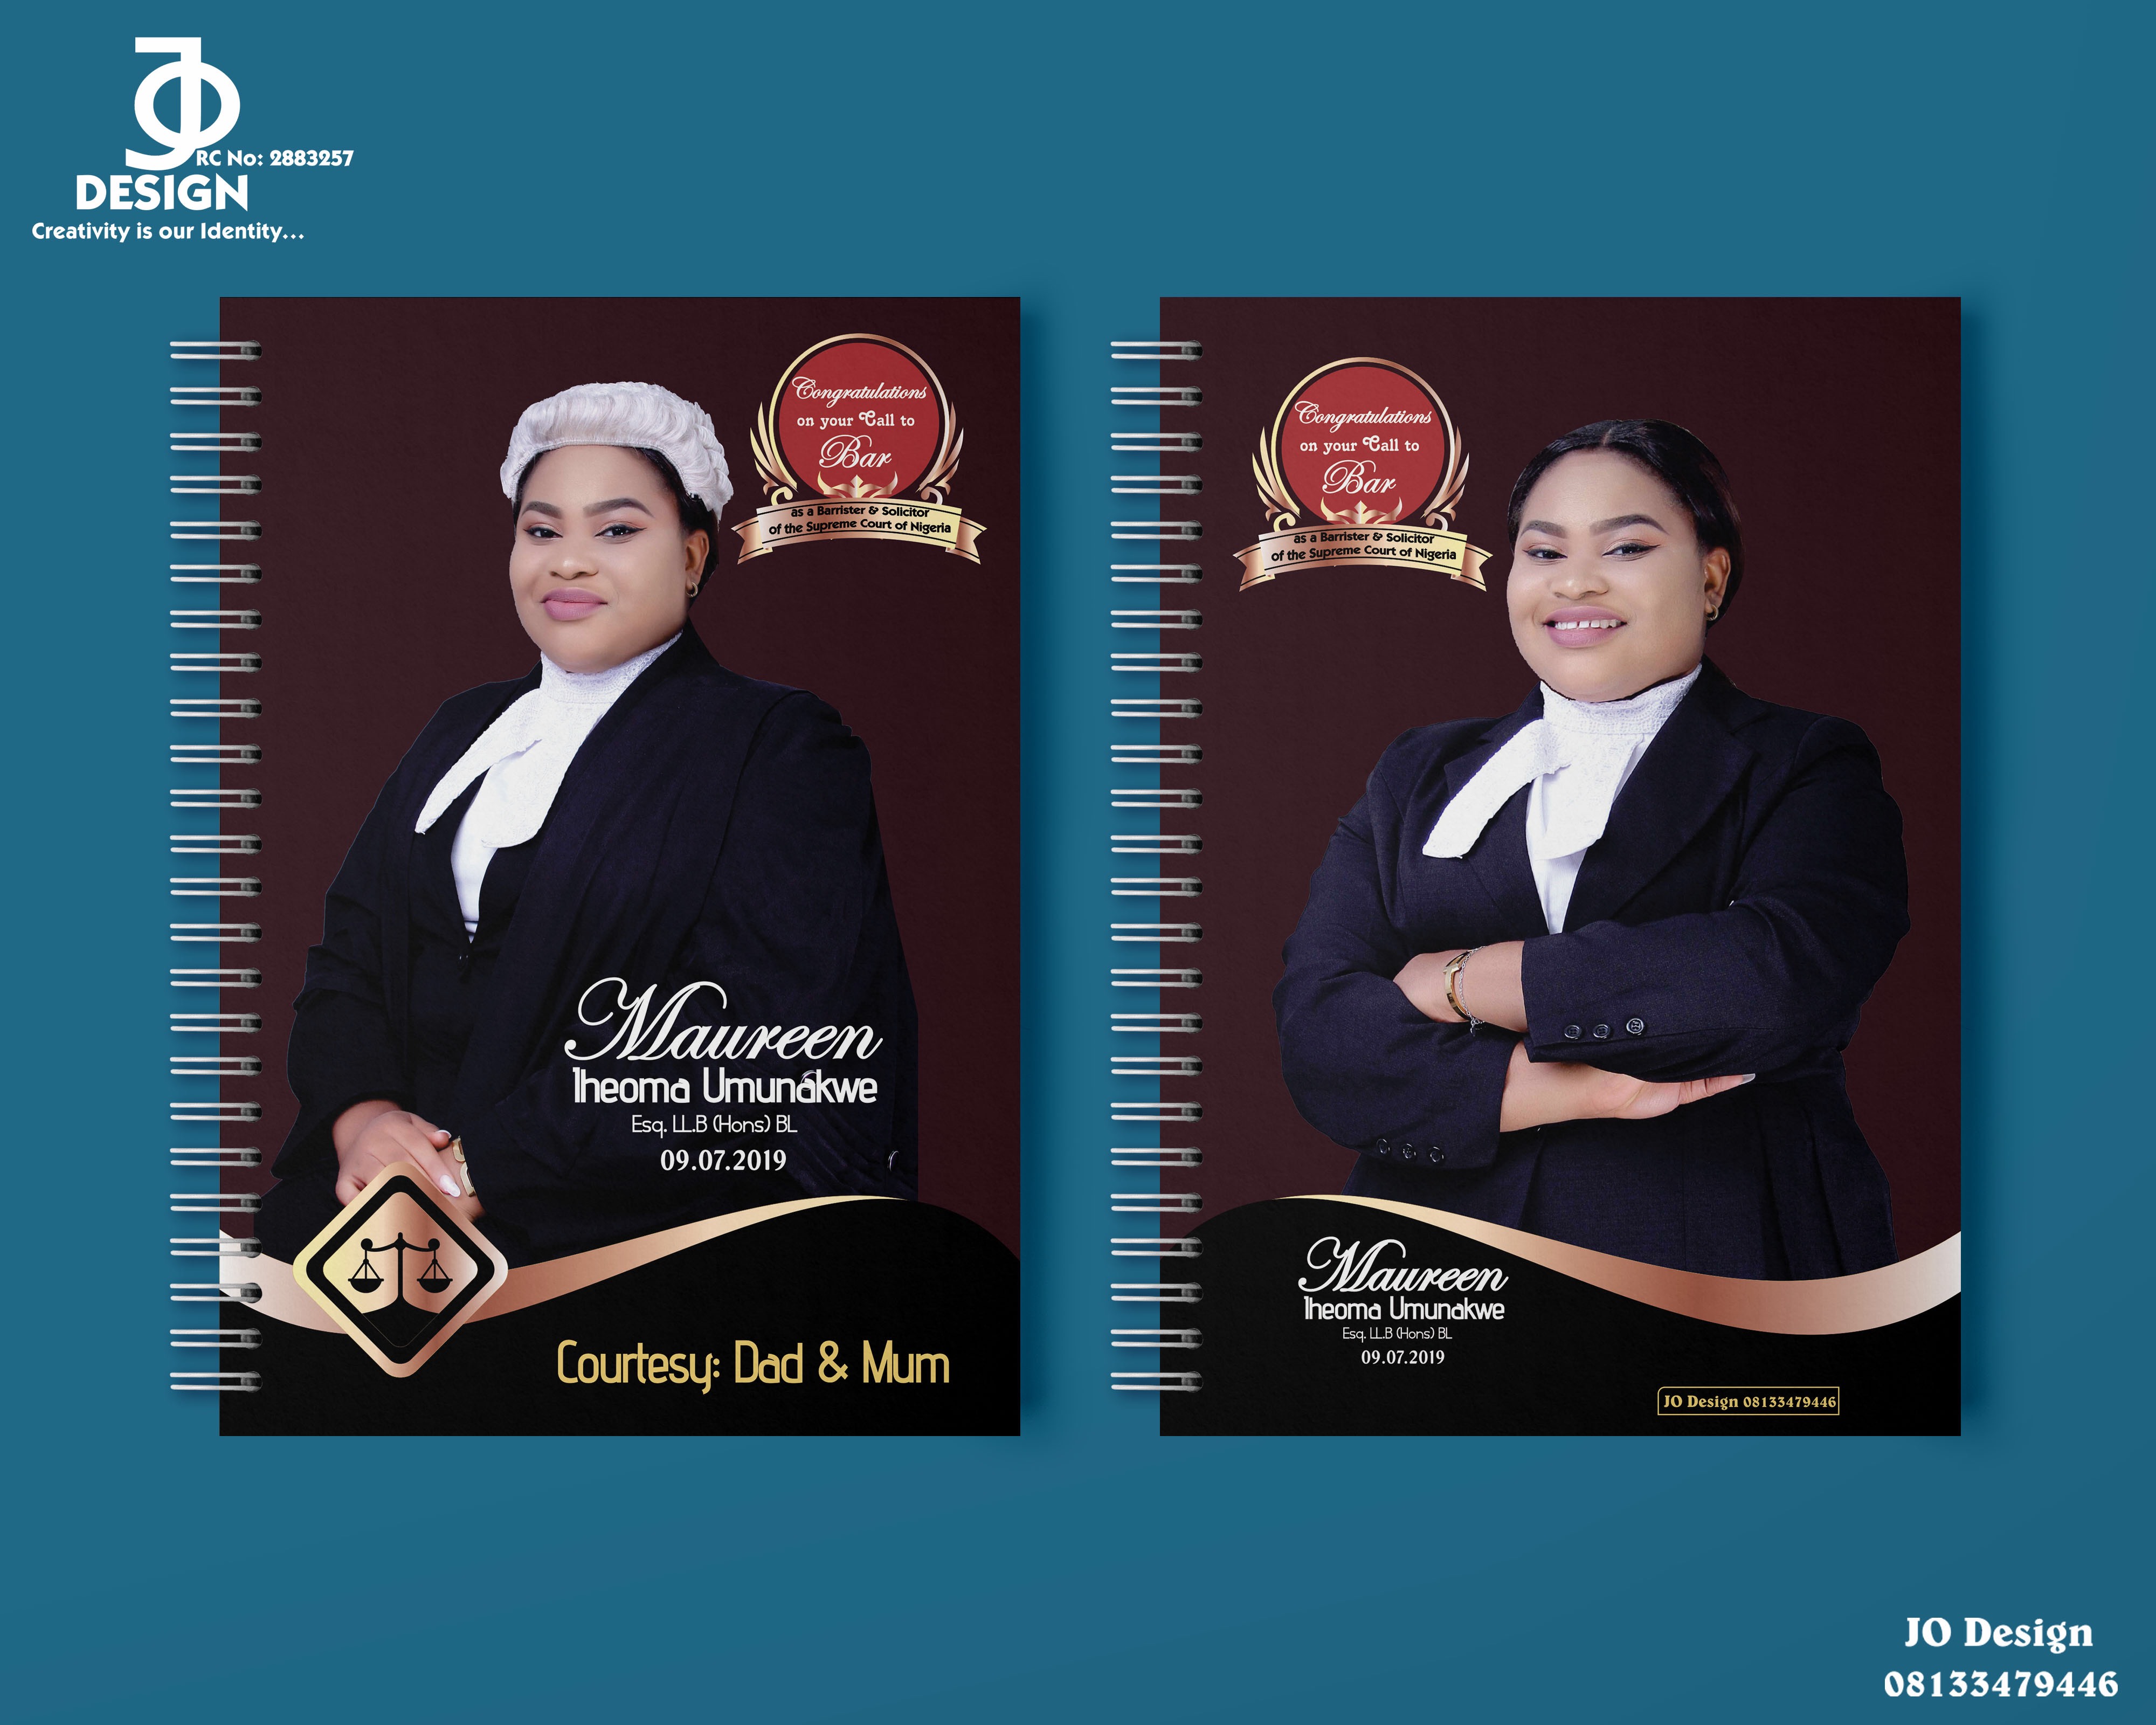 JO
RC No: 2883257
DESIGN
Creativity is our Identity...
Congratulations
on your Call to
Bar
as a Barrister & Solicitor
of the Supreme Court of Nigeria
Maureen
Iheoma Umunakwe
Esq. LL.B (Hons) BL
09.07.2019
Courtesy: Dad & Mum
Congratulations
on your Call to
Bar
as a Barrister & Solicitor
of the Supreme Court of Nigeria
Maureen
Iheoma Umunakwe
Esq. LL.B (Hons) BL
09.07.2019
JO Design 08133479446
JO Design
08133479446